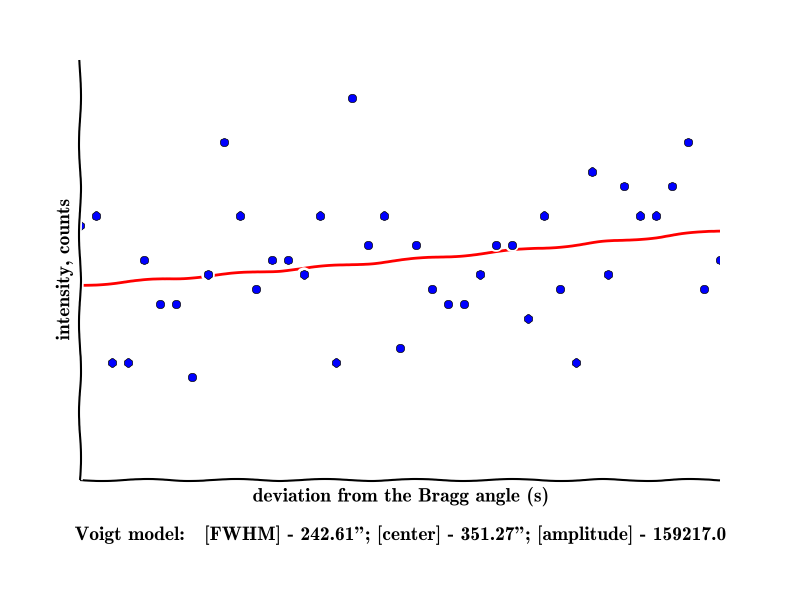 intensity, counts
deviation from the Bragg angle (s)
Voigt model: [FWHM] - 242.61”; [center] - 351.27”; [amplitude] - 159217.0